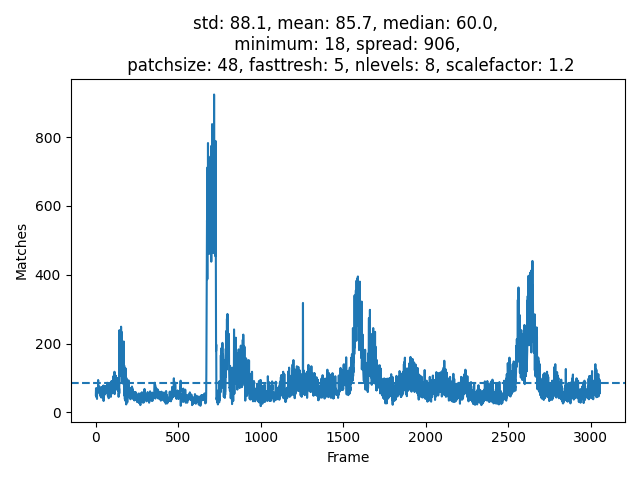 std: 88.1, mean: 85.7, median: 60.0,
minimum: 18, spread: 906,
patchsize: 48, fasttresh: 5, nlevels: 8, scalefactor: 1.2
800
600
400
200
0
Matches
0 500 1000 1500 2000 2500 3000
Frame